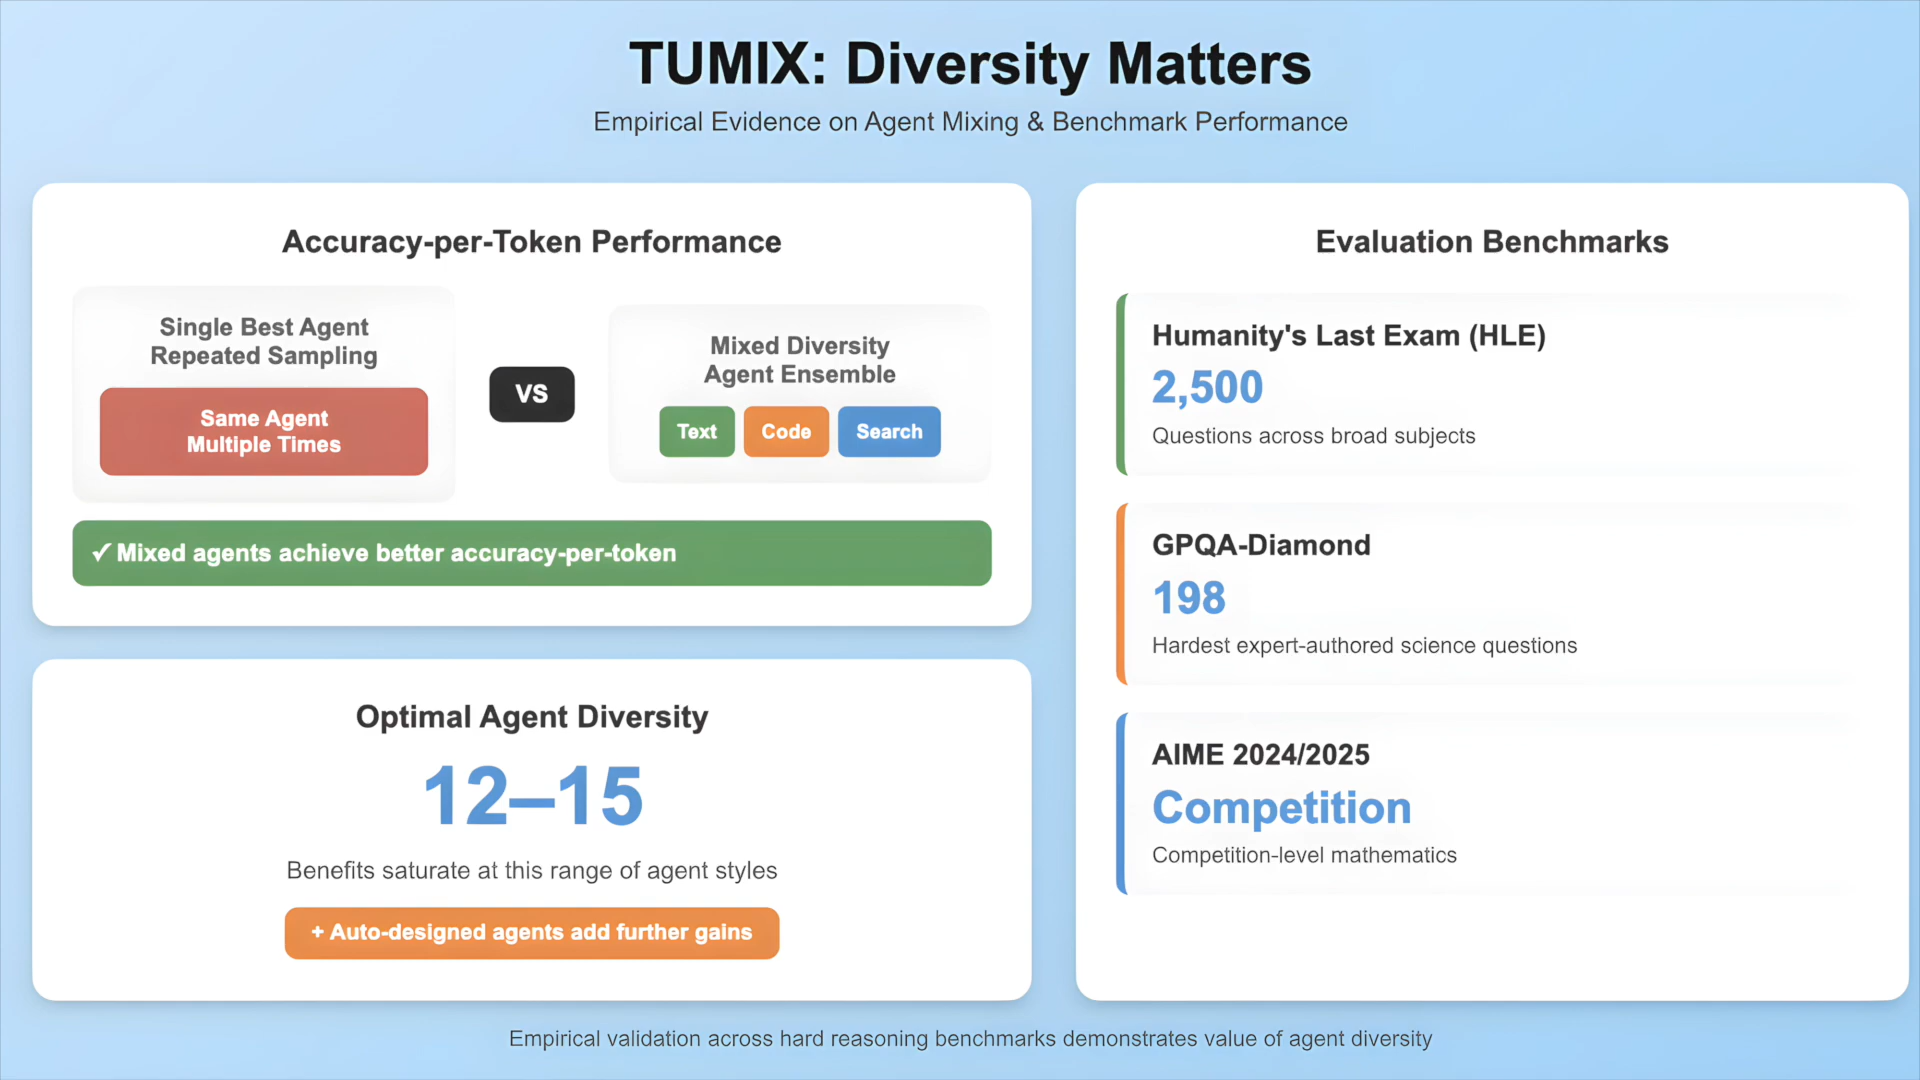 TUMIX: Diversity Matters
Empirical Evidence on Agent Mixing & Benchmark Performance
Accuracy-per-Token Performance
Single Best Agent
Repeated Sampling
Same Agent
Multiple Times
VS
Mixed Diversity
Agent Ensemble
Text
Code
Search
✓ Mixed agents achieve better accuracy-per-token
Optimal Agent Diversity
12–15
Benefits saturate at this range of agent styles
+ Auto-designed agents add further gains
Evaluation Benchmarks
Humanity's Last Exam (HLE)
2,500
Questions across broad subjects
GPQA-Diamond
198
Hardest expert-authored science questions
AIME 2024/2025
Competition
Competition-level mathematics
Empirical validation across hard reasoning benchmarks demonstrates value of agent diversity